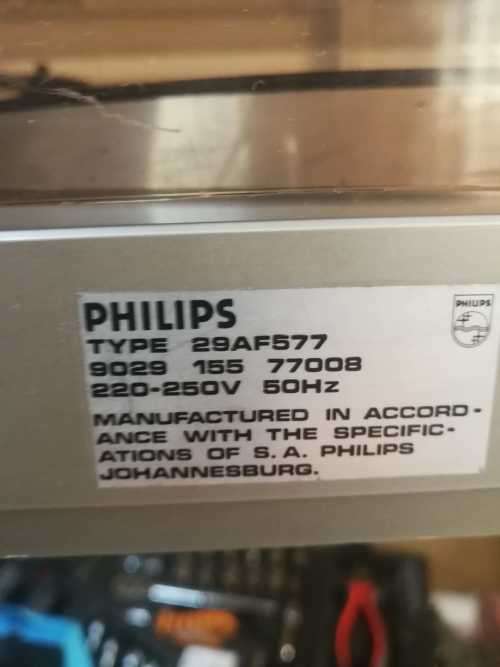 PHILIPS
PHILIPS
TYPE 29AF577
9029 155 77008
220-250V 50Hz
MANUFACTURED IN ACCORD-
ANCE WITH THE SPECIFIC-
ATIONS OF S.A. PHILIPS
JOHANNESBURG.